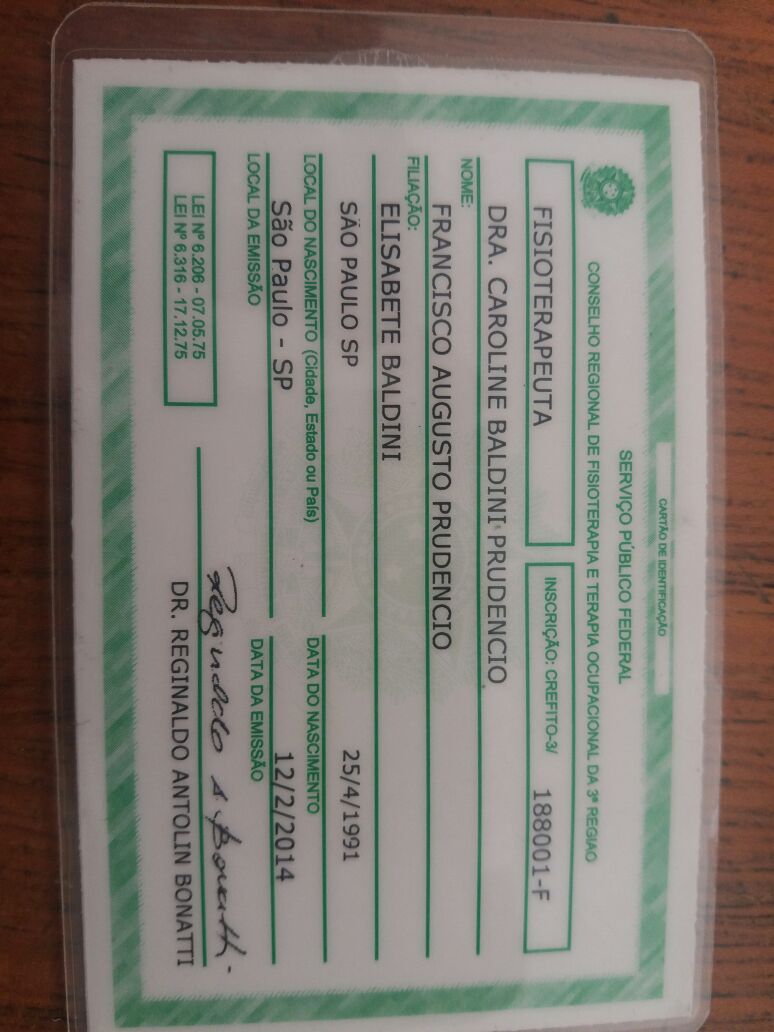 CARTÃO DE IDENTIFICAÇÃO
SERVIÇO PÚBLICO FEDERAL
CONSELHO REGIONAL DE FISIOTERAPIA E TERAPIA OCUPACIONAL DA 3ª REGIAO
FISIOTERAPEUTA
INSCRIÇÃO: CREFITO-3/ 188001-F
DRA. CAROLINE BALDINI PRUDENCIO
NOME:
FRANCISCO AUGUSTO PRUDENCIO
FILIAÇÃO:
ELISABETE BALDINI
SÃO PAULO SP 25/4/1991
LOCAL DO NASCIMENTO (Cidade, Estado ou País) DATA DO NASCIMENTO
São Paulo - SP 12/2/2014
LOCAL DA EMISSÃO DATA DA EMISSÃO
LEI Nº 6.206 - 07.05.75
LEI Nº 6.316 - 17.12.75
Reginaldo A. Bonatti
DR. REGINALDO ANTOLIN BONATTI